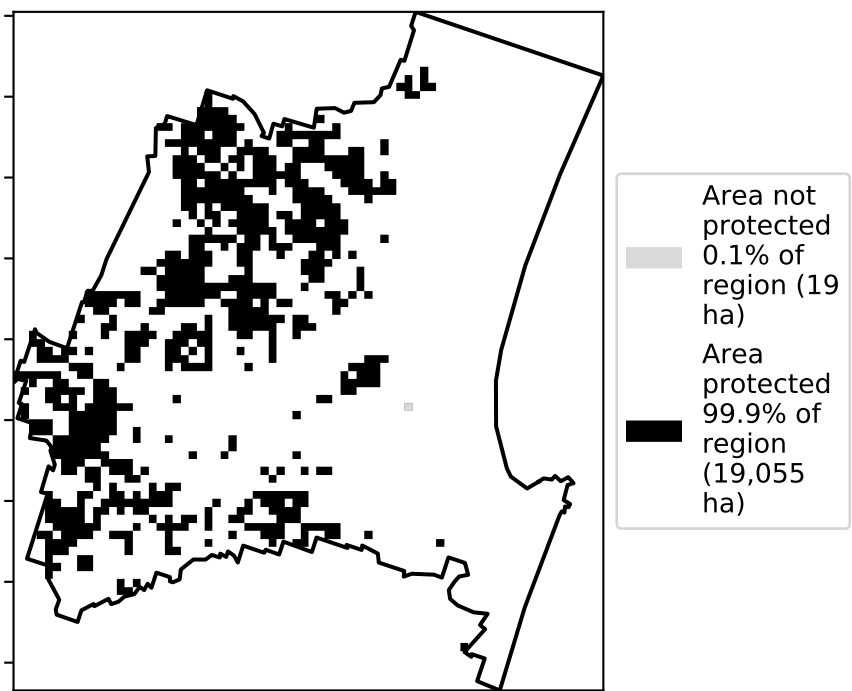 Area not
protected
0.1% of
region (19
ha)
Area
protected
99.9% of
region
(19,055
ha)